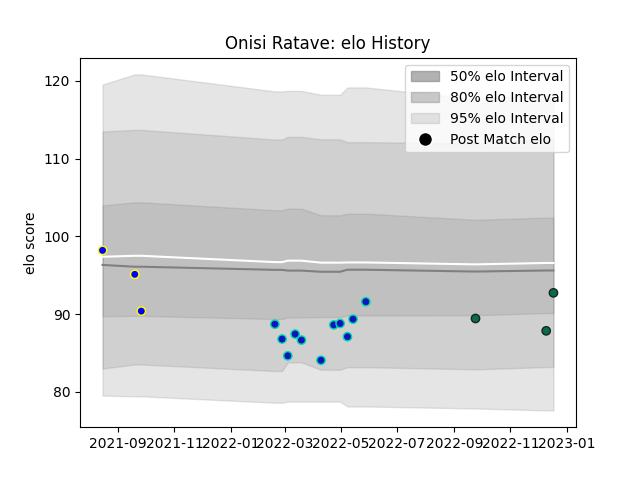 Onisi Ratave: elo History
120
110
100
90
80
elo score
50% elo Interval
80% elo Interval
95% elo Interval
Post Match elo
2021-09 2021-11 2022-01 2022-03 2022-05 2022-07 2022-09 2022-11 2023-01